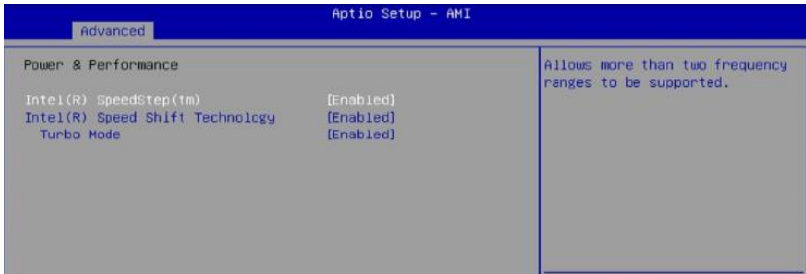 Aptio Setup - AMI
Advanced
Power & Performance
Intel(R) SpeedStep(tm) [Enabled]
Intel(R) Speed Shift Technology [Enabled]
Turbo Mode [Enabled]
Allows more than two frequency
ranges to be supported.